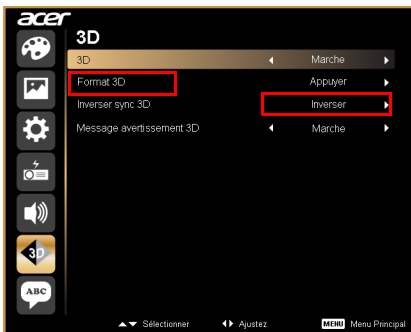 acer
3D
3D Marche
Format 3D Appuyer
Inverser sync 3D Inverser
Message avertissement 3D Marche
3D
ABC
Sélectionner Ajustez MENU Menu Principal